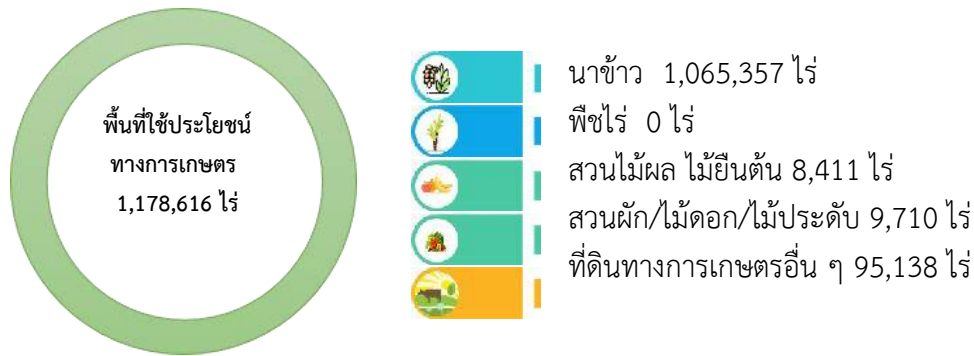 พื้นที่ใช้ประโยชน์
ทางการเกษตร
1,178,616 ไร่
นาข้าว 1,065,357 ไร่
พืชไร่ 0 ไร่
สวนไม้ผล ไม้ยืนต้น 8,411 ไร่
สวนผัก/ไม้ดอก/ไม้ประดับ 9,710 ไร่
ที่ดินทางการเกษตรอื่น ๆ 95,138 ไร่